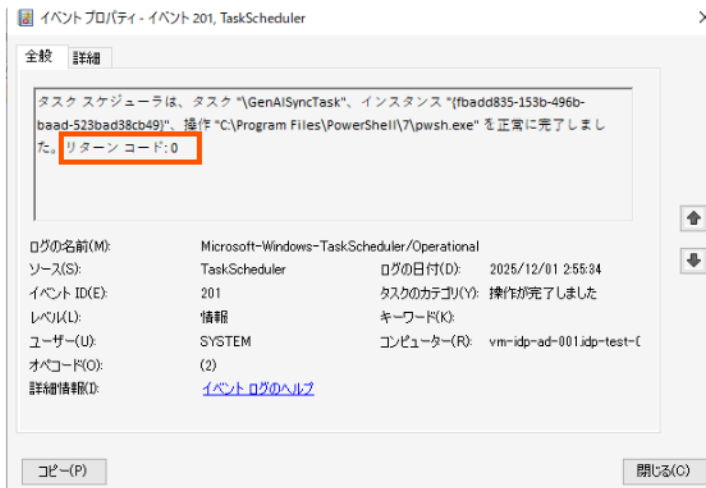 イベント プロパティ - イベント 201, TaskScheduler
全般 詳細
タスク スケジューラは、タスク "\GenAISyncTask"、インスタンス "{fbadd835-153b-496b-
baad-523bad38cb49}"、操作 "C:\Program Files\PowerShell\7\pwsh.exe" を正常に完了しまし
た。リターン コード: 0
ログの名前(M): Microsoft-Windows-TaskScheduler/Operational
ソース(S): TaskScheduler ログの日付(D): 2025/12/01 2:55:34
イベント ID(E): 201 タスクのカテゴリ(Y): 操作が完了しました
レベル(L): 情報 キーワード(K):
ユーザー(U): SYSTEM コンピューター(R): vm-idp-ad-001.idp-test-
オペコード(O): (2)
詳細情報(I): イベント ログのヘルプ
コピー(P) 閉じる(C)